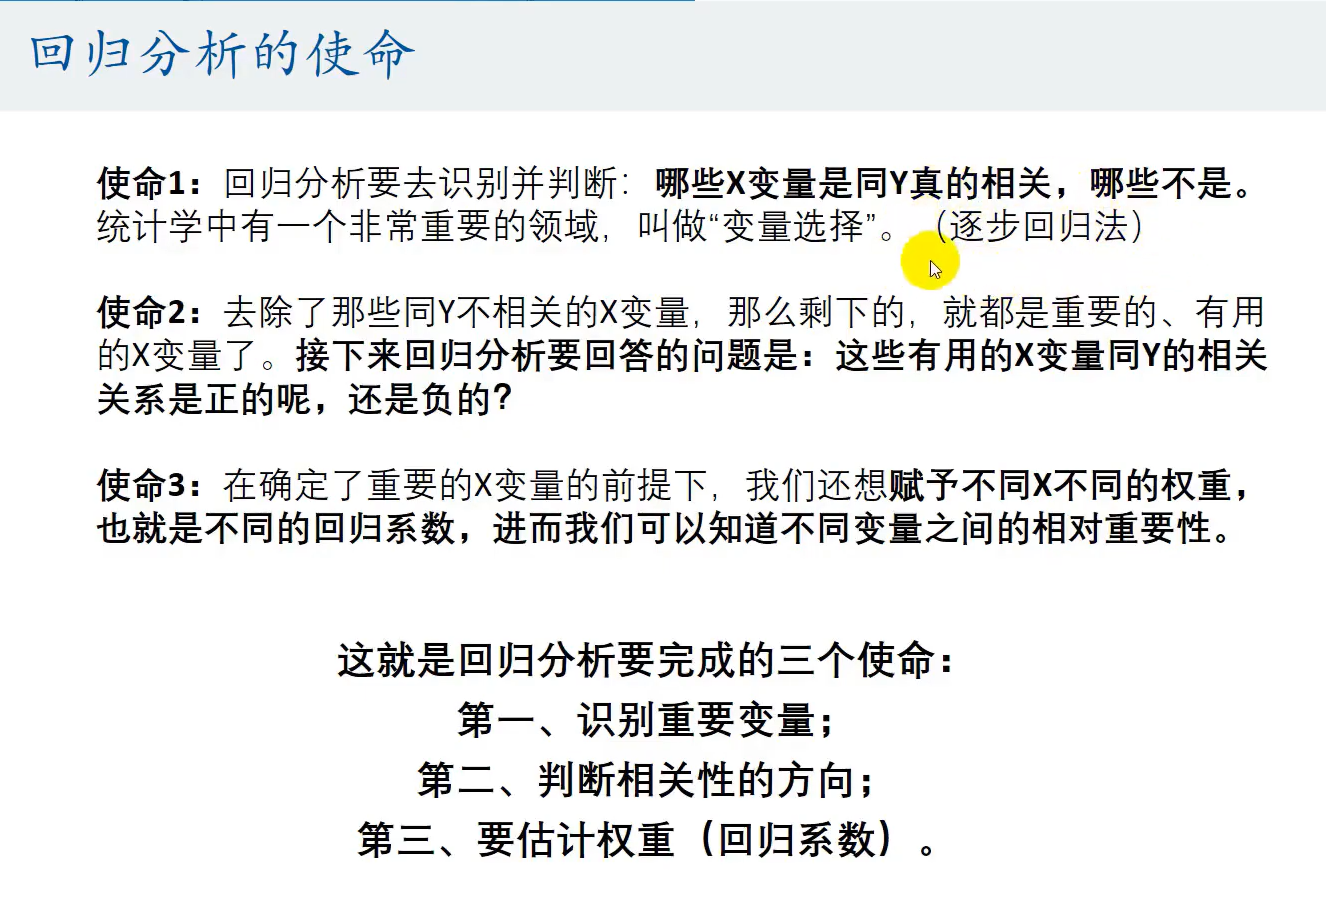 回归分析的使命
使命1：回归分析要去识别并判断：哪些X变量是同Y真的相关，哪些不是。
统计学中有一个非常重要的领域，叫做“变量选择”。（逐步回归法）
使命2：去除了那些同Y不相关的X变量，那么剩下的，就都是重要的、有用
的X变量了。接下来回归分析要回答的问题是：这些有用的X变量同Y的相关
关系是正的呢，还是负的？
使命3：在确定了重要的X变量的前提下，我们还想赋予不同X不同的权重，
也就是不同的回归系数，进而我们可以知道不同变量之间的相对重要性。
这就是回归分析要完成的三个使命：
第一、识别重要变量；
第二、判断相关性的方向；
第三、要估计权重（回归系数）。